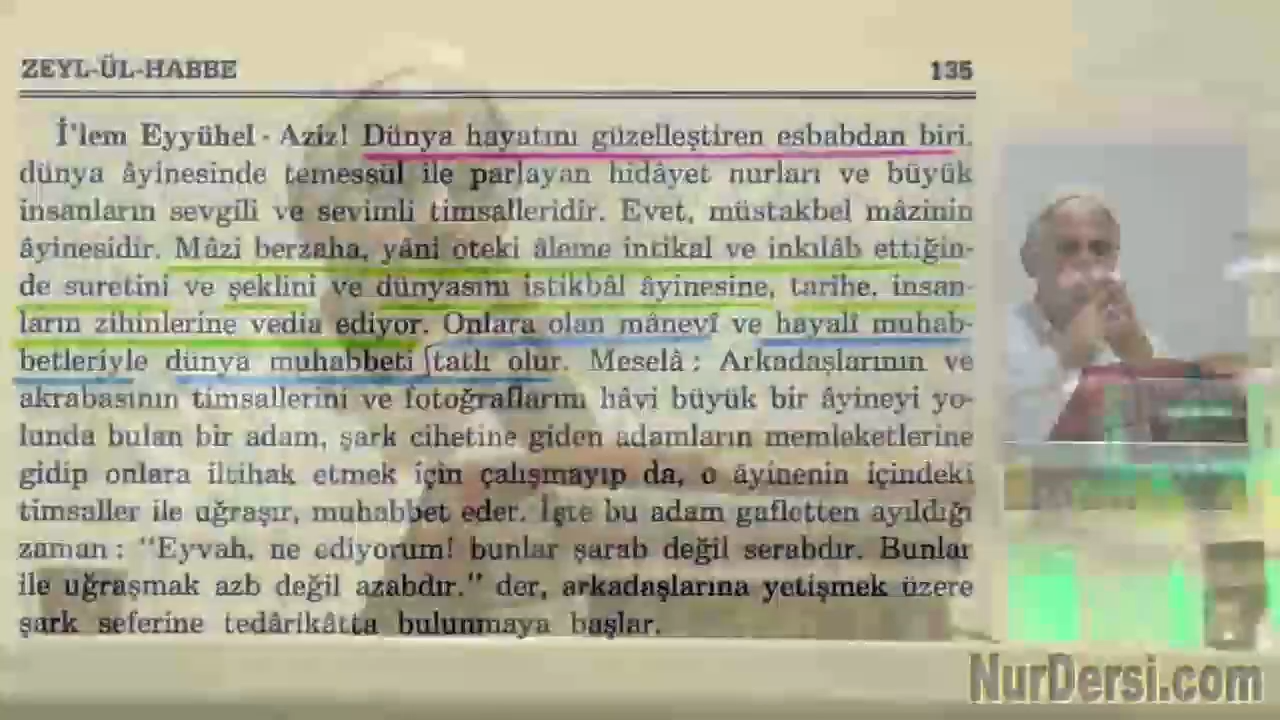 ZEYL-ÜL-HABBE 135
İ'lem Eyyühel - Aziz! Dünya hayatını güzelleştiren esbabdan biri,
dünya âyinesinde temessül ile parlayan hidâyet nurları ve büyük
insanların sevgili ve sevimli timsalleridir. Evet, müstakbel mâzinin
âyinesidir. Mâzi berzaha, yâni öteki âleme intikal ve inkılâb ettiğin-
de suretini ve şeklini ve dünyasını istikbâl âyinesine, tarihe, insan-
ların zihinlerine vedia ediyor. Onlara olan mânevî ve hayalî muhab-
betleriyle dünya muhabbeti tatlı olur. Meselâ : Arkadaşlarının ve
akrabasının timsallerini ve fotoğraflarını hâvi büyük bir âyineyi yo-
lunda bulan bir adam, şark cihetine giden adamların memleketlerine
gidip onlara iltihak etmek için çalışmayıp da, o âyinenin içindeki
timsaller ile uğraşır, muhabbet eder. İşte bu adam gafletten ayıldığı
zaman : "Eyvah, ne ediyorum! bunlar şarab değil serabdır. Bunlar
ile uğraşmak azb değil azabdır." der, arkadaşlarına yetişmek üzere
şark seferine tedârikâtta bulunmaya başlar.
NurDersi.com